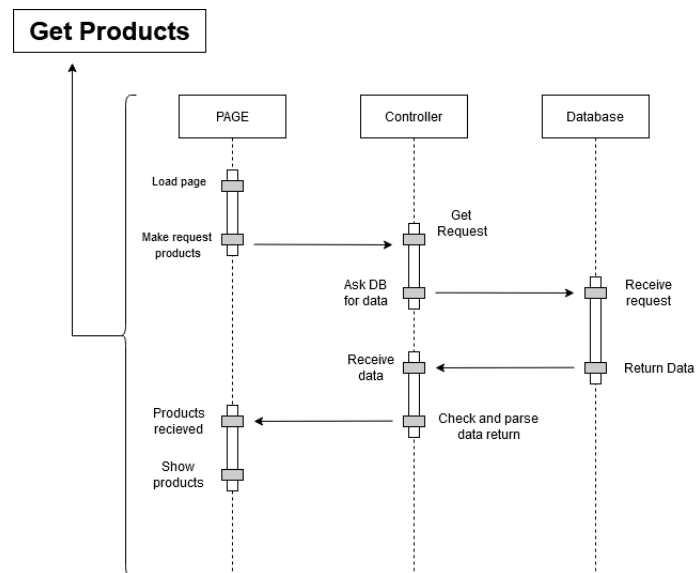 Get Products
PAGE
Controller
Database
Load page
Make request
products
Get
Request
Ask DB
for data
Receive
request
Receive
data
Return Data
Products
recieved
Check and parse
data return
Show
products